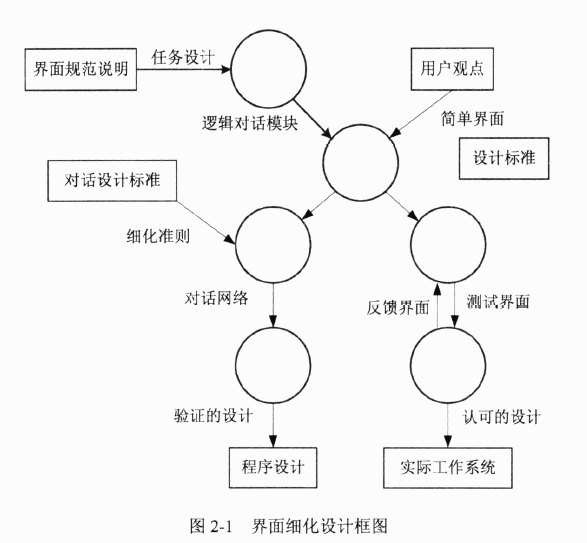 界面规范说明
任务设计
用户观点
逻辑对话模块
简单界面
设计标准
对话设计标准
细化准则
对话网络
反馈界面
测试界面
验证的设计
认可的设计
程序设计
实际工作系统
图 2-1 界面细化设计框图